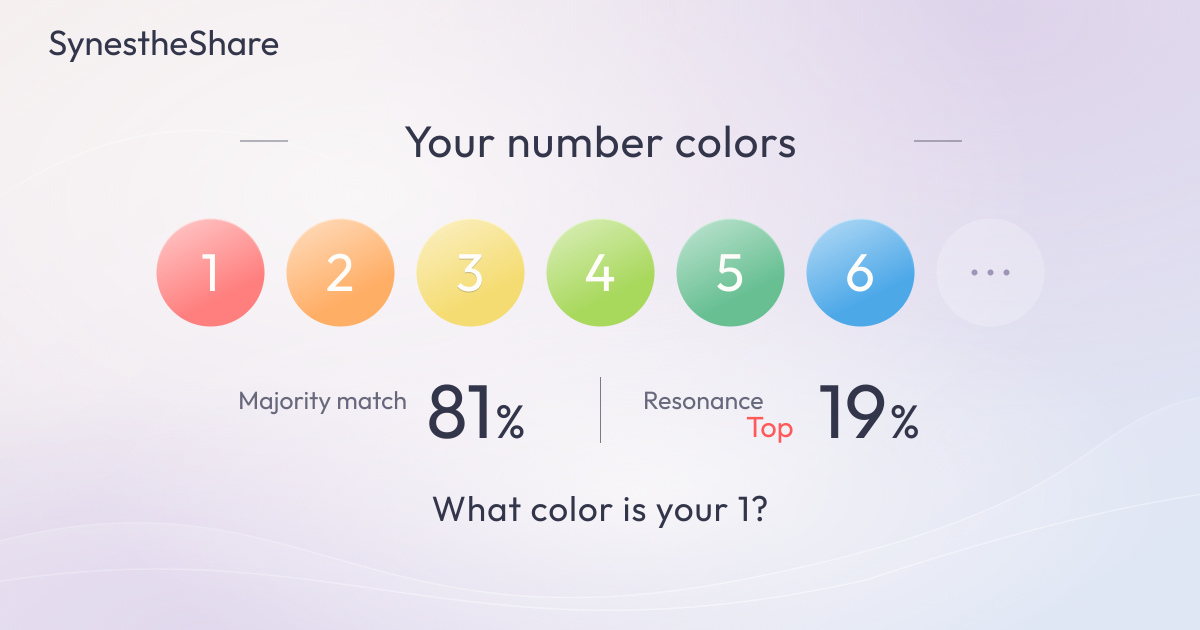 SynestheShare
Your number colors
1 2 3 4 5 6 ...
Majority match 81% Resonance Top 19%
What color is your 1?